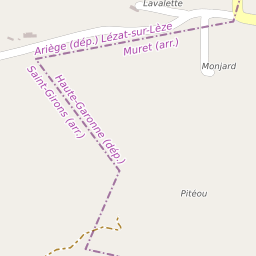 Lavalette
Ariège (dép.) Lézat-sur-Lèze
Muret (arr.)
Monjard
Haute-Garonne (dép.)
Saint-Girons (arr.)
Pitéou